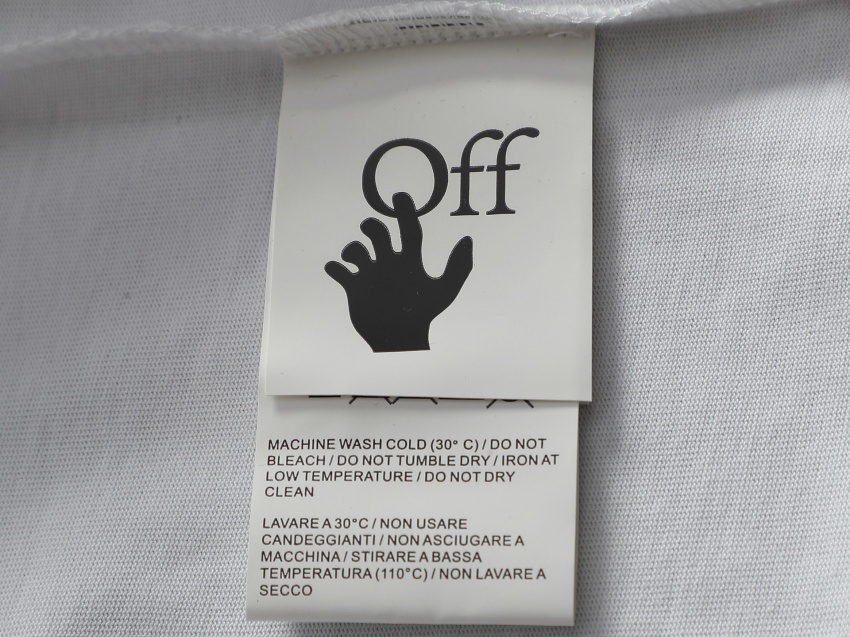 Off
MACHINE WASH COLD (30° C) / DO NOT
BLEACH / DO NOT TUMBLE DRY / IRON AT
LOW TEMPERATURE / DO NOT DRY
CLEAN
LAVARE A 30°C / NON USARE
CANDEGGIANTI / NON ASCIUGARE A
MACCHINA / STIRARE A BASSA
TEMPERATURA (110°C) / NON LAVARE A
SECCO